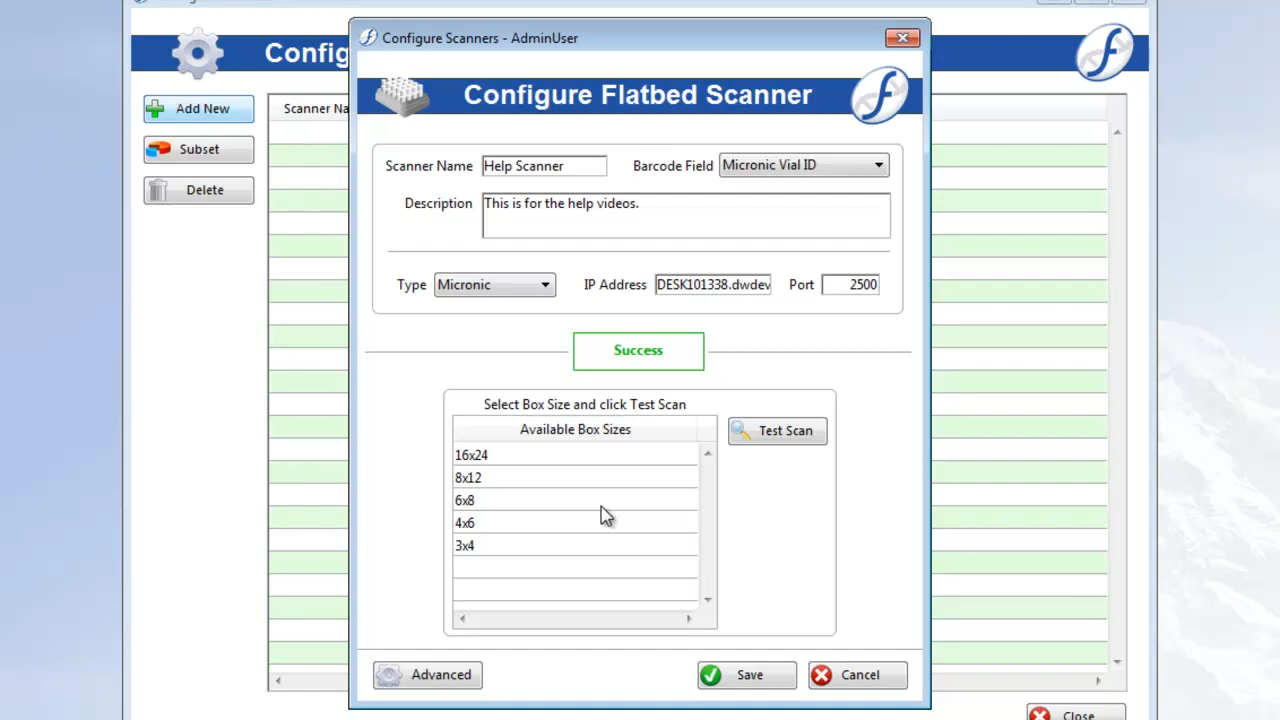 Configure Scanners - AdminUser
Config
Configure Flatbed Scanner
Add New
Subset
Delete
Scanner Na
Scanner Name Help Scanner Barcode Field Micronic Vial ID
Description This is for the help videos.
Type Micronic IP Address DESK101338.dwdev Port 2500
Success
Select Box Size and click Test Scan
Available Box Sizes
Test Scan
16x24
8x12
6x8
4x6
3x4
Advanced Save Cancel
Close